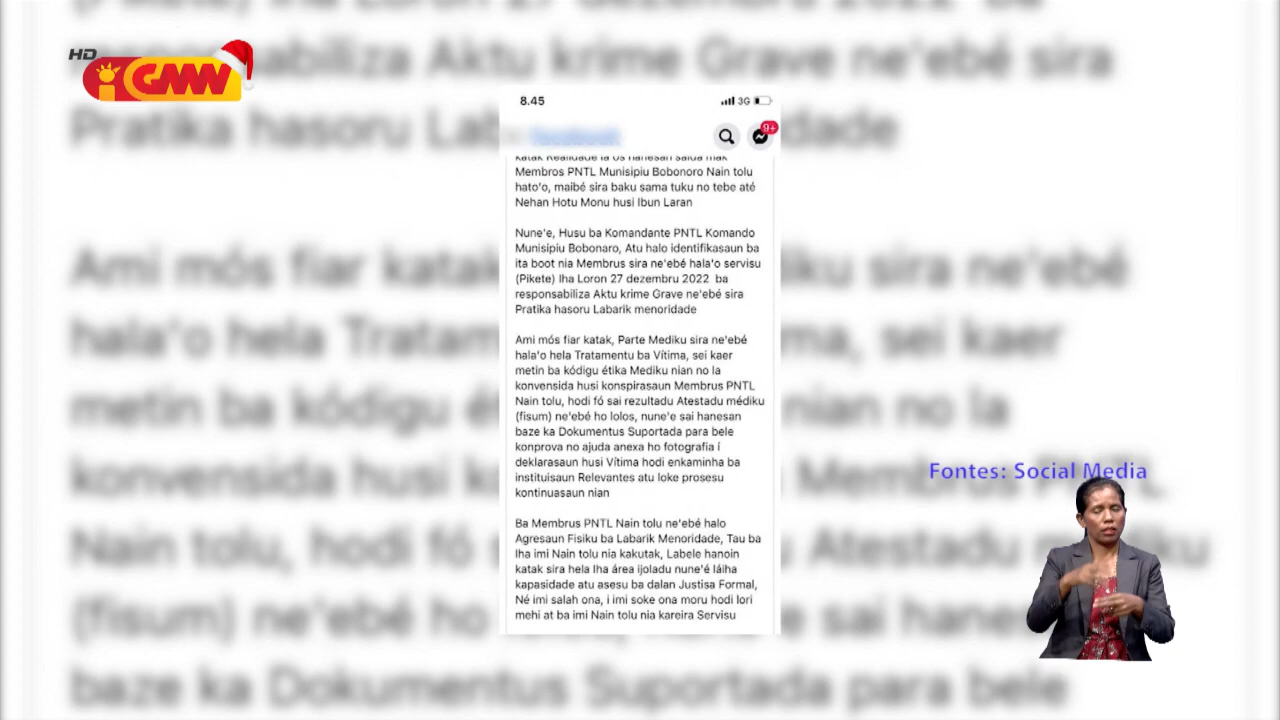 HD
GMN
8.45
3G
facebook
9+
katak Realidade la os hanesan saida mak
Membros PNTL Munisipiu Bobonoro Nain tolu
hato'o, maibé sira baku sama tuku no tebe até
Nehan Hotu Monu husi Ibun Laran
Nune'e, Husu ba Komandante PNTL Komando
Munisipiu Bobonaro, Atu halo identifikasaun ba
ita boot nia Membrus sira ne'ebé hala'o servisu
(Pikete) Iha Loron 27 dezembru 2022 ba
responsabiliza Aktu krime Grave ne'ebé sira
Pratika hasoru Labarik menoridade
Ami mós fiar katak, Parte Mediku sira ne'ebé
hala'o hela Tratamentu ba Vítima, sei kaer
metin ba kódigu étika Mediku nian no la
konvensida husi konspirasaun Membrus PNTL
Nain tolu, hodi fó sai rezultadu Atestadu médiku
(fisum) ne'ebé ho lolos, nune'e sai hanesan
baze ka Dokumentus Suportada para bele
konprova no ajuda anexa ho fotografia í
deklarasaun husi Vítima hodi enkaminha ba
instituisaun Relevantes atu loke prosesu
kontinuasaun nian
Ba Membrus PNTL Nain tolu ne'ebé halo
Agresaun Fisiku ba Labarik Menoridade, Tau ba
Iha imi Nain tolu nia kakutak, Labele hanoin
katak sira hela Iha área ijoladu nune'é láiha
kapasidade atu asesu ba dalan Justisa Formal,
Né imi salah ona, i imi soke ona moru hodi lori
mehi at ba imi Nain tolu nia kareira Servisu
Fontes: Social Media